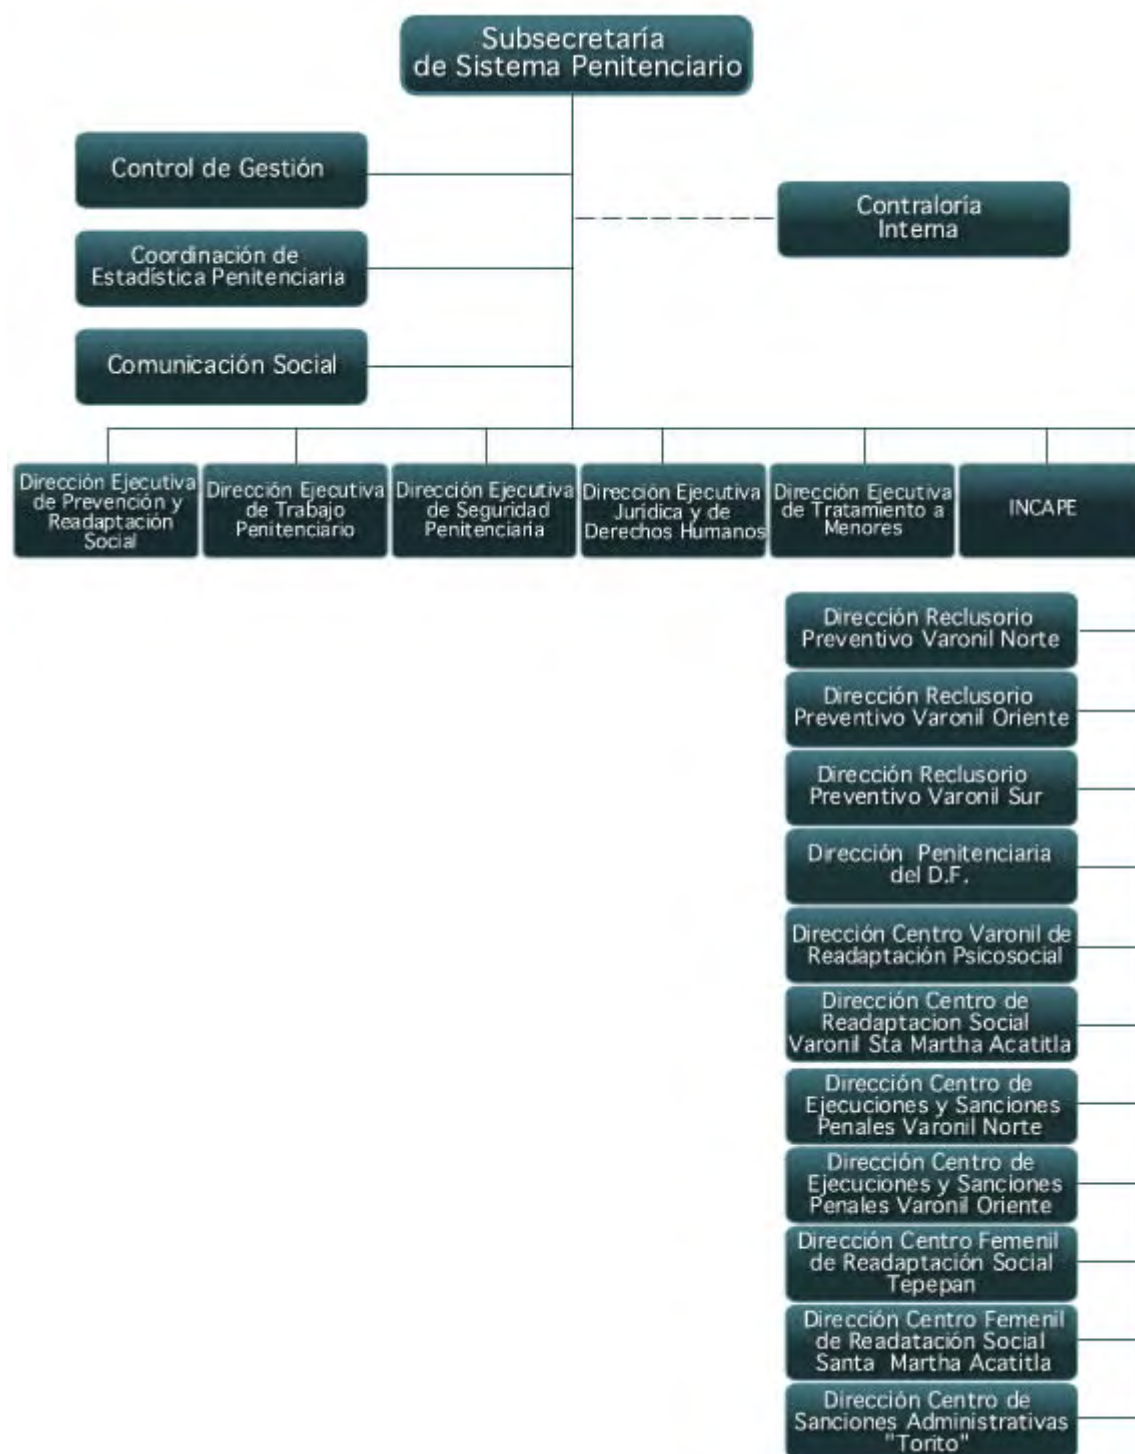 Subsecretaría
de Sistema Penitenciario
Control de Gestión
Contraloría
Interna
Coordinación de
Estadística Penitenciaria
Comunicación Social
Dirección Ejecutiva
de Prevención y
Readaptación
Social
Dirección Ejecutiva
de Trabajo
Penitenciario
Dirección Ejecutiva
de Seguridad
Penitenciaria
Dirección Ejecutiva
Jurídica y de
Derechos Humanos
Dirección Ejecutiva
de Tratamiento a
Menores
INCAPE
Dirección Reclusorio
Preventivo Varonil Norte
Dirección Reclusorio
Preventivo Varonil Oriente
Dirección Reclusorio
Preventivo Varonil Sur
Dirección Penitenciaria
del D.F.
Dirección Centro Varonil de
Readaptación Psicosocial
Dirección Centro de
Readaptacion Social
Varonil Sta Martha Acatitla
Dirección Centro de
Ejecuciones y Sanciones
Penales Varonil Norte
Dirección Centro de
Ejecuciones y Sanciones
Penales Varonil Oriente
Dirección Centro Femenil
de Readaptación Social
Tepepan
Dirección Centro Femenil
de Readatación Social
Santa Martha Acatitla
Dirección Centro de
Sanciones Administrativas
"Torito"